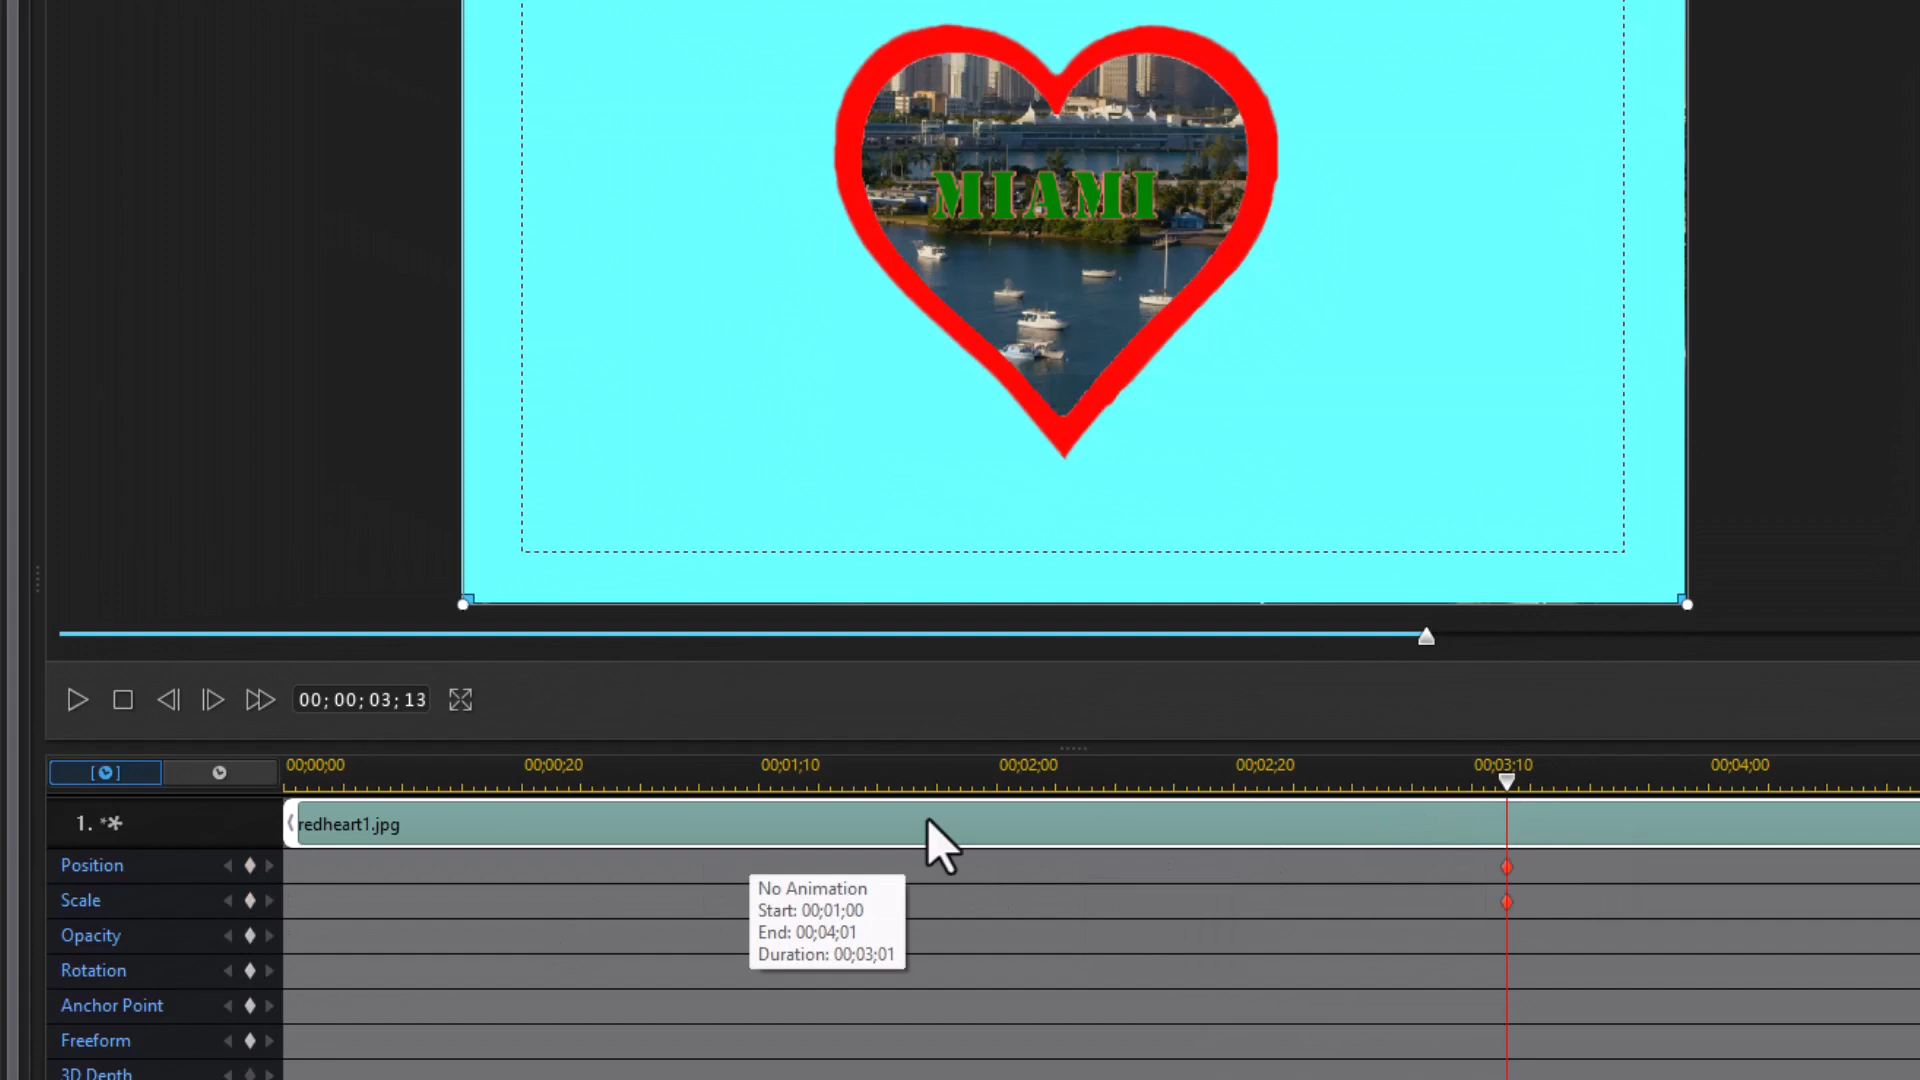 MIAMI
00;00;03;13
00;00;00 00;00;20 00;01;10 00;02;00 00;02;20 00;03;10 00;04;00
1. redheart1.jpg
Position
No Animation
Start: 00;01;00
End: 00;04;01
Duration: 00;03;01
Scale
Opacity
Rotation
Anchor Point
Freeform
3D Depth